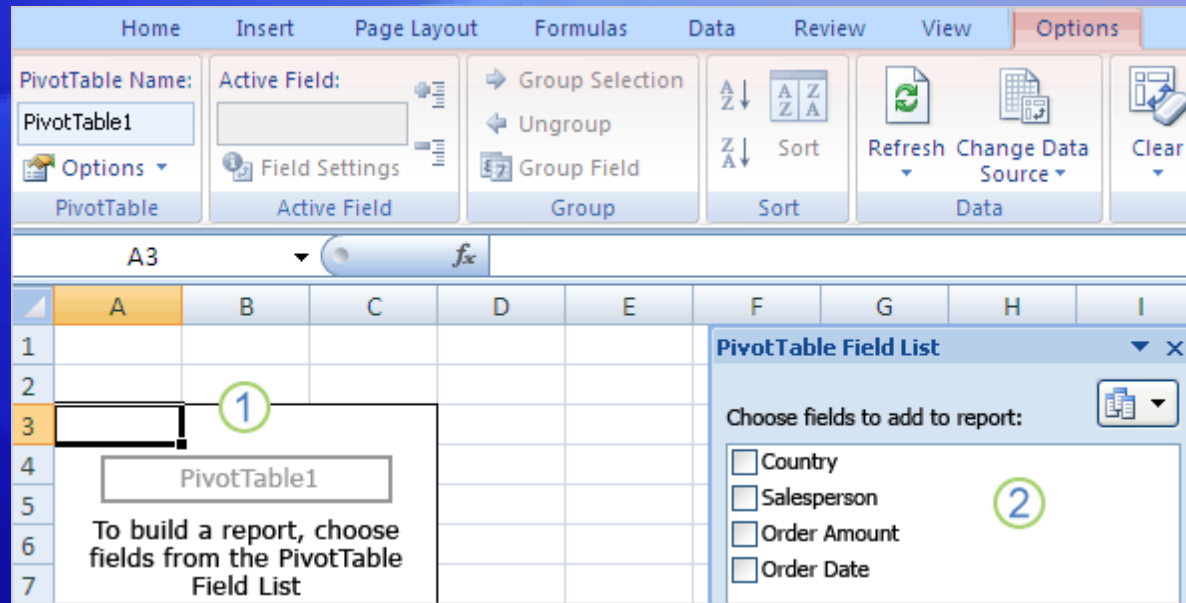 Home Insert Page Layout Formulas Data Review View Options
PivotTable Name: Active Field: Group Selection
PivotTable1 Ungroup Sort Refresh Change Data Source Clear
Options Field Settings Group Field
PivotTable Active Field Group Sort Data
A3 fx
A B C D E F G H I
1 PivotTable Field List
2
3 1 Choose fields to add to report:
4 PivotTable1 Country
5 To build a report, choose Salesperson 2
6 fields from the PivotTable Order Amount
7 Field List Order Date